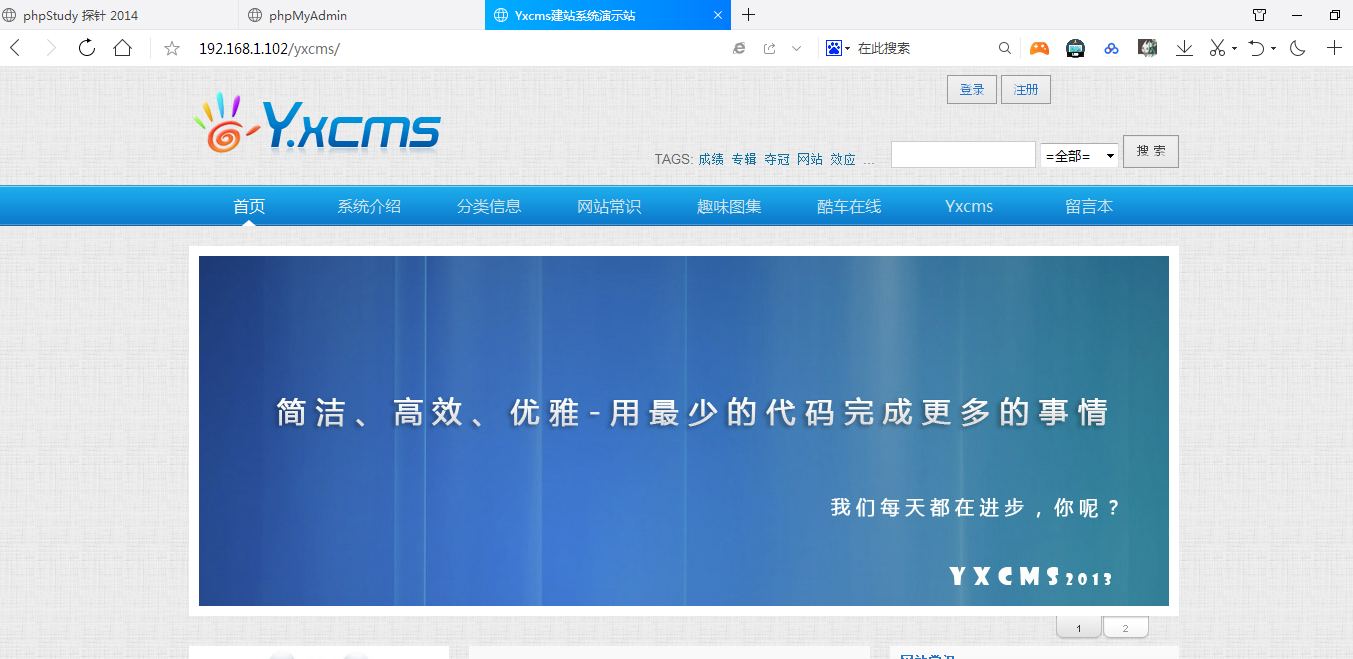 phpStudy 探针 2014 phpMyAdmin Yxcms建站系统演示站
192.168.1.102/yxcms/ 在此搜索
登录 注册
Y.xcms
TAGS: 成绩 专辑 夺冠 网站 效应 ... =全部= 搜 索
首页 系统介绍 分类信息 网站常识 趣味图集 酷车在线 Yxcms 留言本
简洁、高效、优雅-用最少的代码完成更多的事情
我们每天都在进步，你呢？
YXCMS2013
1 2
网站常识